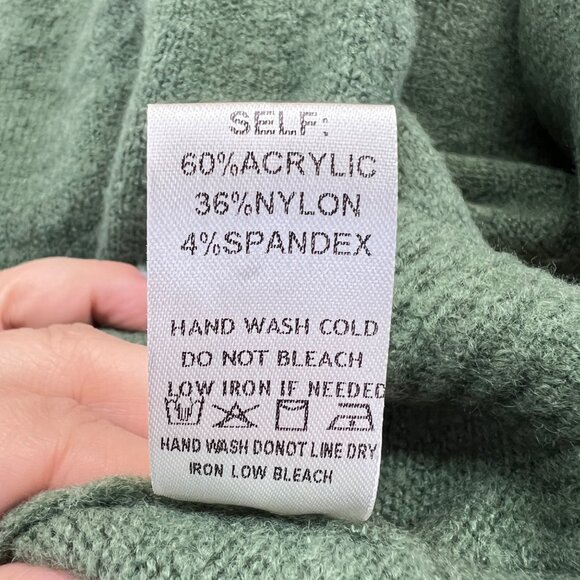 SELF:
60%ACRYLIC
36%NYLON
4%SPANDEX
HAND WASH COLD
DO NOT BLEACH
LOW IRON IF NEEDED
HAND WASH DONOT LINE DRY
IRON LOW BLEACH